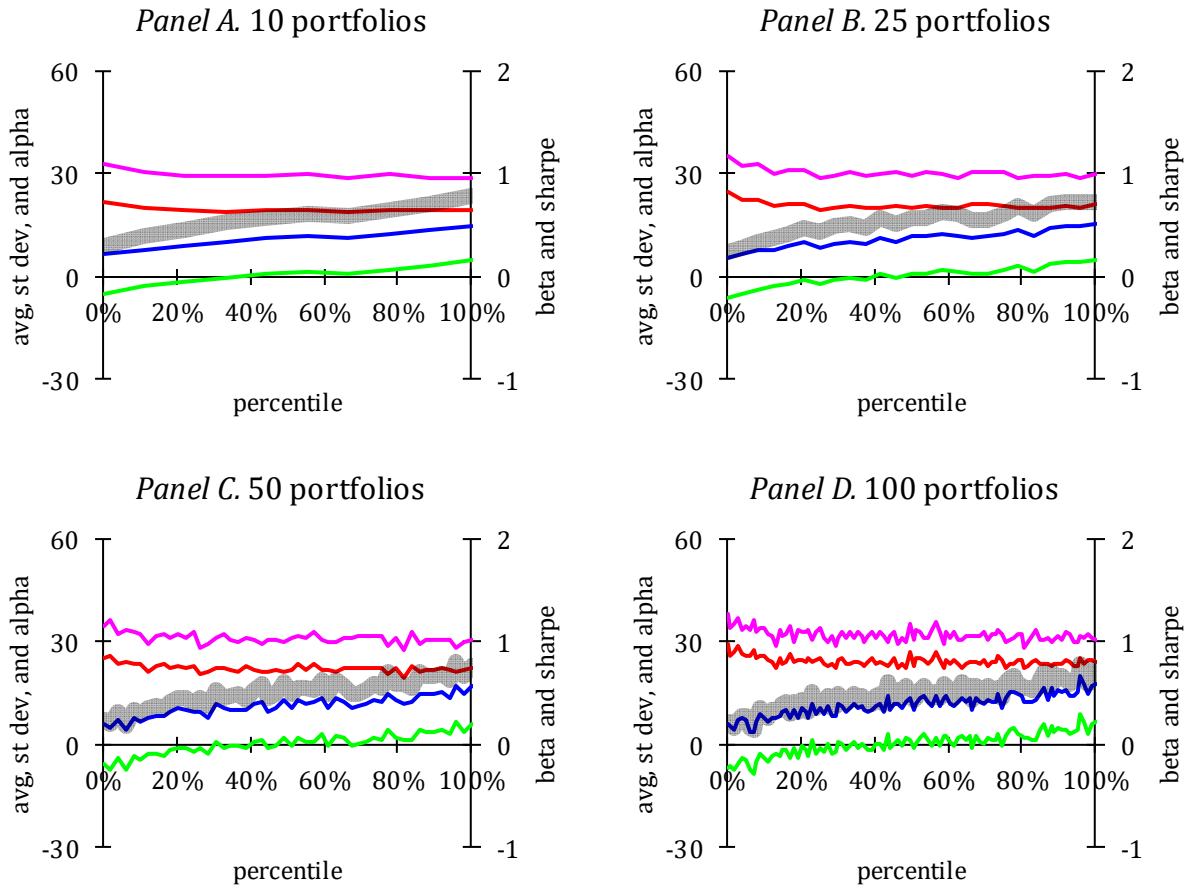 Panel A. 10 portfolios
60
30
0
-30
avg, st dev, and alpha
2
1
0
-1
beta and sharpe
0% 20% 40% 60% 80% 100%
percentile
Panel B. 25 portfolios
60
30
0
-30
avg, st dev, and alpha
2
1
0
-1
beta and sharpe
0% 20% 40% 60% 80% 100%
percentile
Panel C. 50 portfolios
60
30
0
-30
avg, st dev, and alpha
2
1
0
-1
beta and sharpe
0% 20% 40% 60% 80% 100%
percentile
Panel D. 100 portfolios
60
30
0
-30
avg, st dev, and alpha
2
1
0
-1
beta and sharpe
0% 20% 40% 60% 80% 100%
percentile